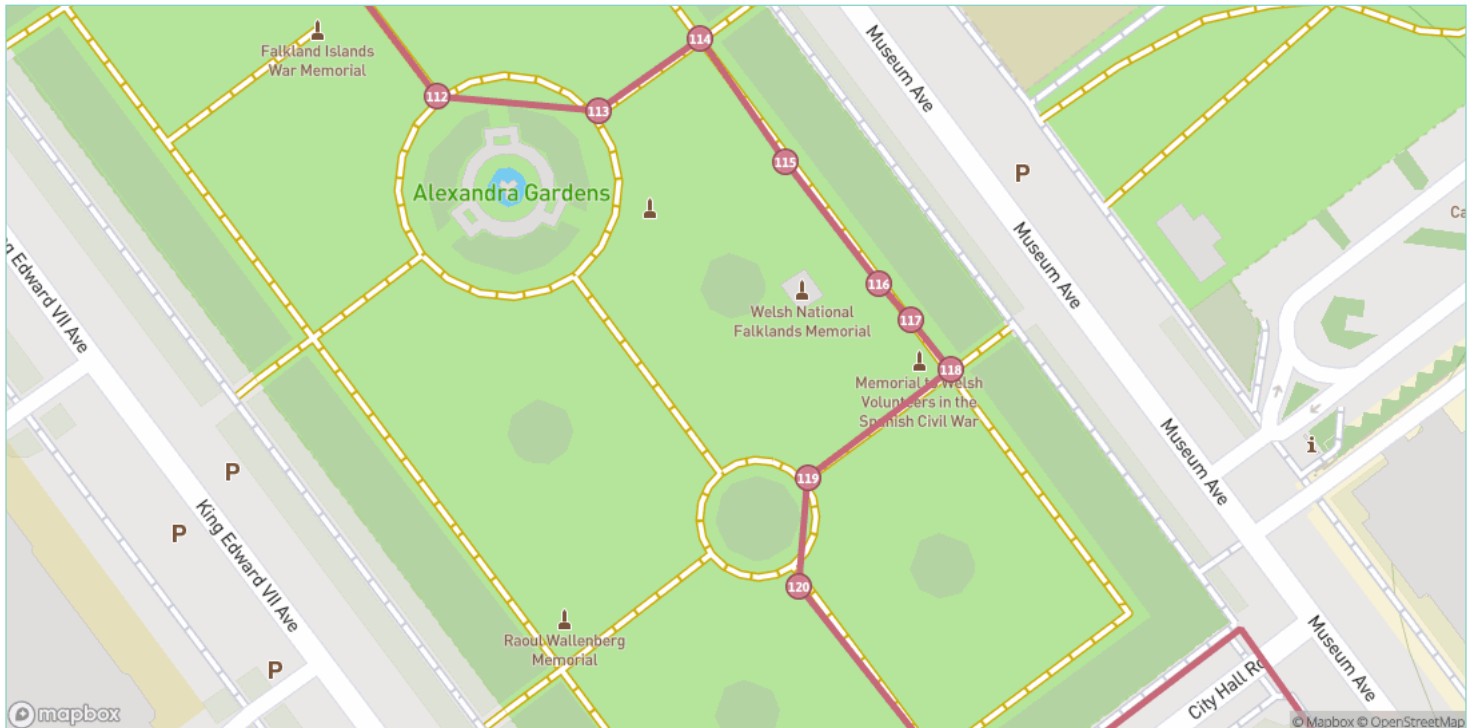 Falkland Islands
War Memorial
112
113
114
Museum Ave
115
P
Alexandra Gardens
Museum Ave
Ca
g Edward VII Ave
116
Welsh National
Falklands Memorial
117
118
Memorial to Welsh
Volunteers in the
Spanish Civil War
Museum Ave
i
P
119
King Edward VII Ave
P
120
Raoul Wallenberg
Memorial
P
Museum Ave
City Hall Rd
mapbox
© Mapbox © OpenStreetMap